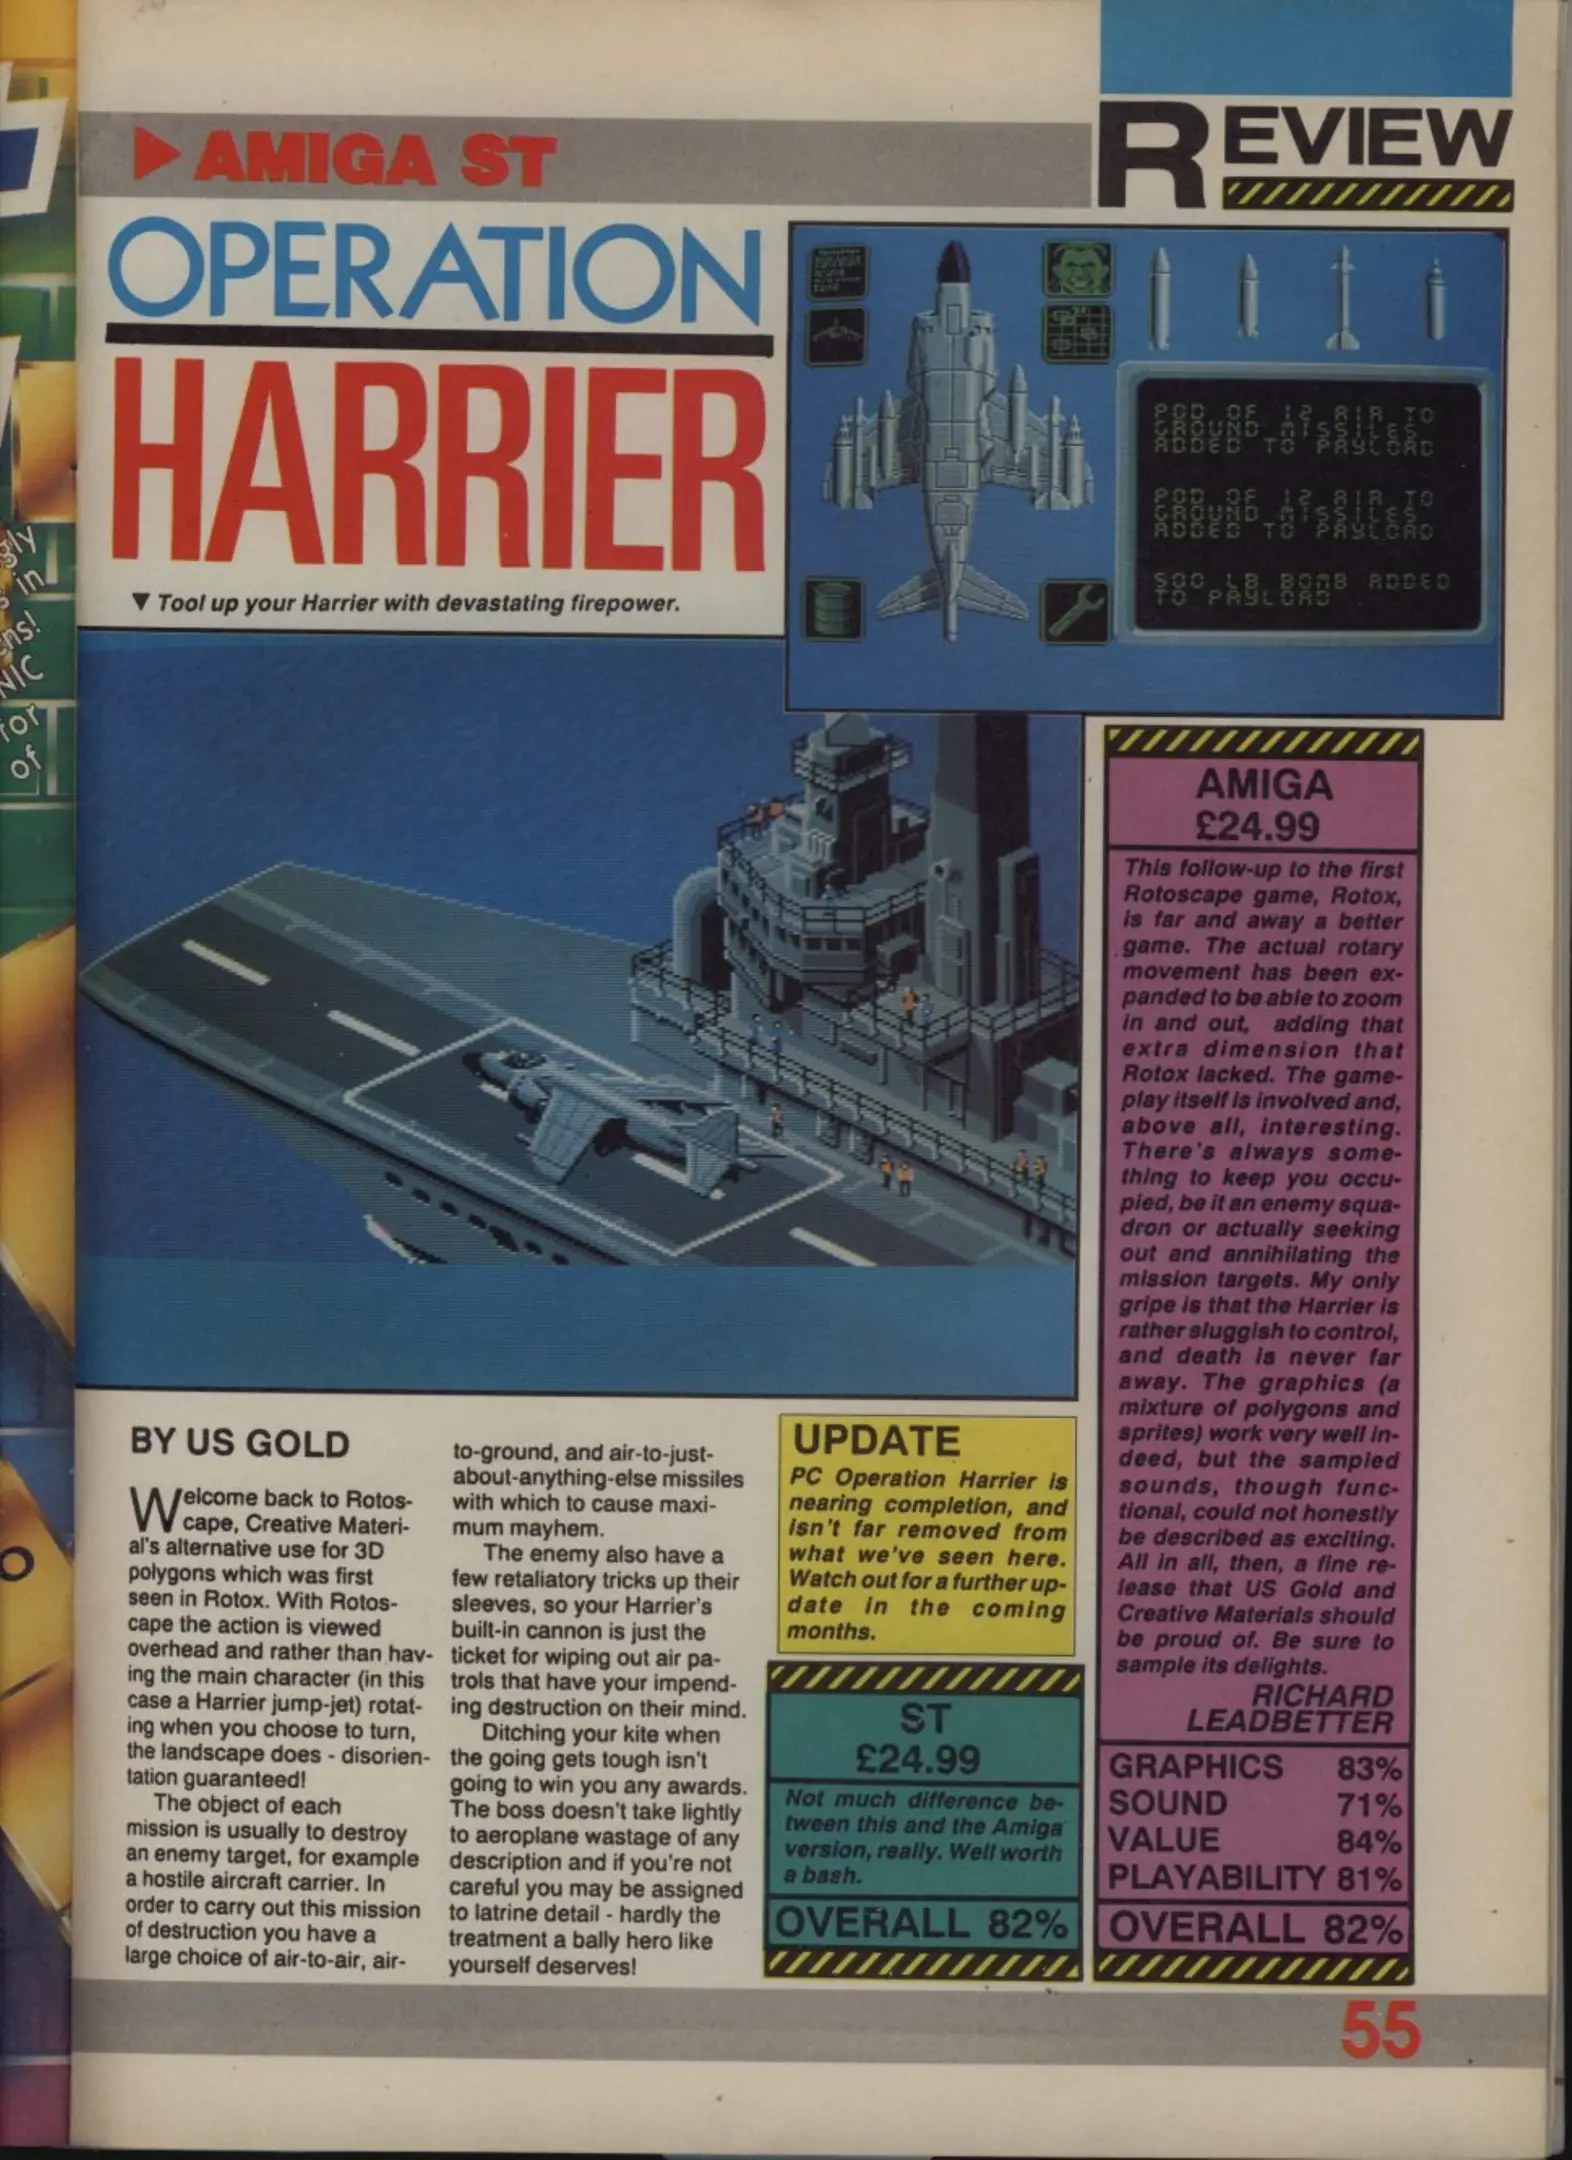 gly
s in
ens!
NIC
for
of
REVIEW
AMIGA ST
OPERATION
HARRIER
Tool up your Harrier with devastating firepower.
POD OF 12 AIR TO
GROUND MISSILES
ADDED TO PAYLOAD
POD OF 12 AIR TO
GROUND MISSILES
ADDED TO PAYLOAD
500 LB BOMB ADDED
TO PAYLOAD
BY US GOLD
Welcome back to Rotos-
cape, Creative Materi-
al's alternative use for 3D
polygons which was first
seen in Rotox. With Rotos-
cape the action is viewed
overhead and rather than hav-
ing the main character (in this
case a Harrier jump-jet) rotat-
ing when you choose to turn,
the landscape does - disorien-
tation guaranteed!
The object of each
mission is usually to destroy
an enemy target, for example
a hostile aircraft carrier. In
order to carry out this mission
of destruction you have a
large choice of air-to-air, air-
to-ground, and air-to-just-
about-anything-else missiles
with which to cause maxi-
mum mayhem.
The enemy also have a
few retaliatory tricks up their
sleeves, so your Harrier's
built-in cannon is just the
ticket for wiping out air pa-
trols that have your impend-
ing destruction on their mind.
Ditching your kite when
the going gets tough isn't
going to win you any awards.
The boss doesn't take lightly
to aeroplane wastage of any
description and if you're not
careful you may be assigned
to latrine detail - hardly the
treatment a bally hero like
yourself deserves!
UPDATE
PC Operation Harrier is
nearing completion, and
isn't far removed from
what we've seen here.
Watch out for a further up-
date in the coming
months.
ST
£24.99
Not much difference be-
tween this and the Amiga
version, really. Well worth
a bash.
OVERALL 82%
AMIGA
£24.99
This follow-up to the first
Rotoscape game, Rotox,
is far and away a better
game. The actual rotary
movement has been ex-
panded to be able to zoom
in and out, adding that
extra dimension that
Rotox lacked. The game-
play itself is involved and,
above all, interesting.
There's always some-
thing to keep you occu-
pied, be it an enemy squa-
dron or actually seeking
out and annihilating the
mission targets. My only
gripe is that the Harrier is
rather sluggish to control,
and death is never far
away. The graphics (a
mixture of polygons and
sprites) work very well in-
deed, but the sampled
sounds, though func-
tional, could not honestly
be described as exciting.
All in all, then, a fine re-
lease that US Gold and
Creative Materials should
be proud of. Be sure to
sample its delights.
RICHARD
LEADBETTER
GRAPHICS 83%
SOUND 71%
VALUE 84%
PLAYABILITY 81%
OVERALL 82%
55